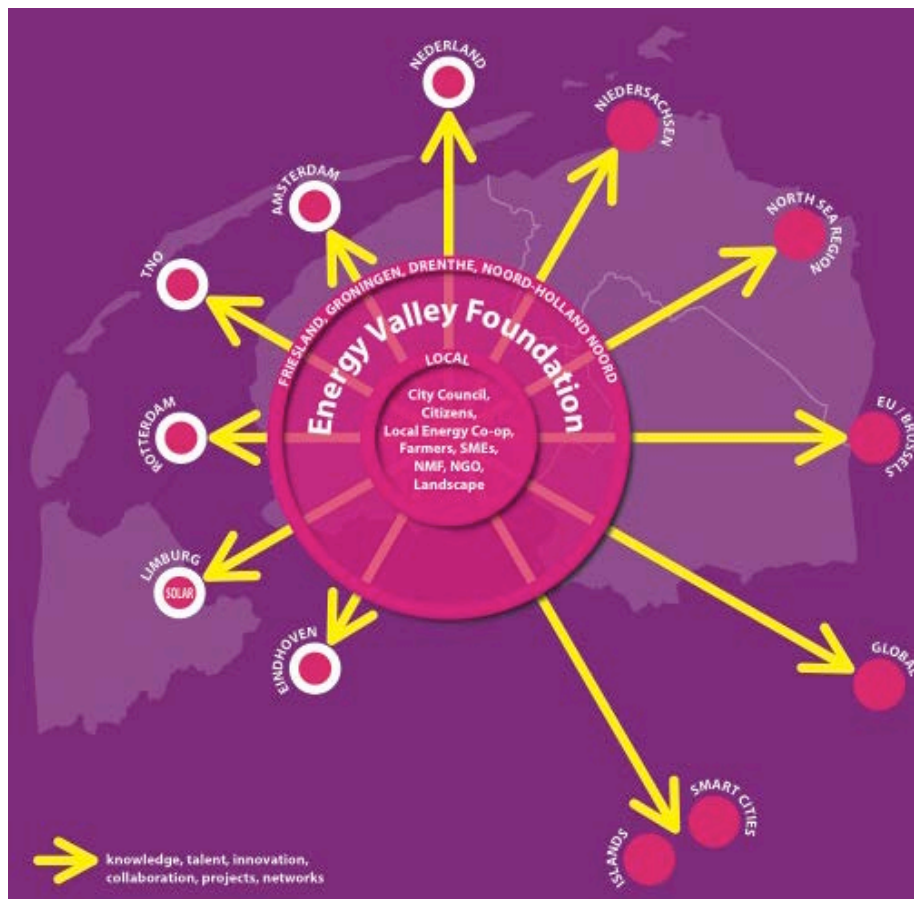 NEDERLAND
NIEDERSACHSEN
AMSTERDAM
NORTH SEA
REGION
TNO
FRIESLAND, GRONINGEN, DRENTHE, NOORD-HOLLAND NOORD
Energy Valley Foundation
LOCAL
City Council,
Citizens,
Local Energy Co-op,
Farmers, SMEs,
NMF, NGO,
Landscape
ROTTERDAM
EU / BRUSSELS
LIMBURG
SOLAR
EINDHOVEN
GLOBAL
SMART CITIES
ISLANDS
knowledge, talent, innovation,
collaboration, projects, networks